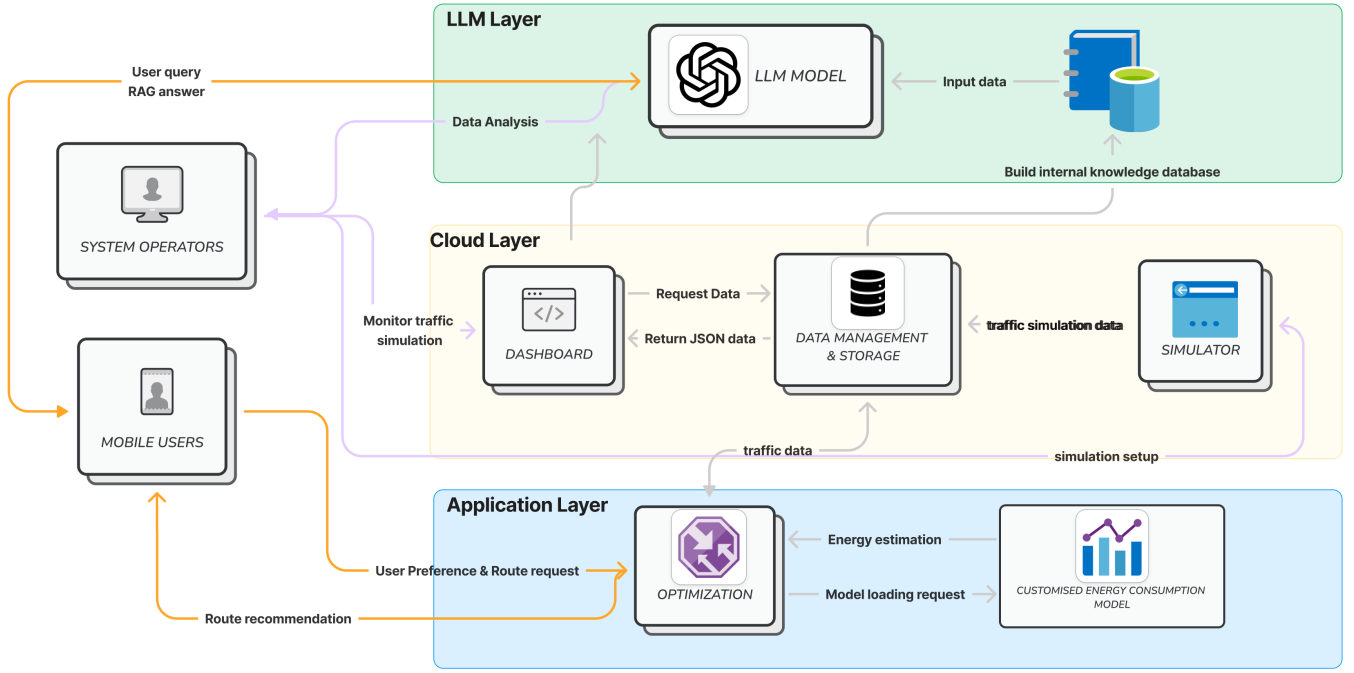 LLM Layer
User query
RAG answer
LLM MODEL
Input data
Data Analysis
Build internal knowledge database
SYSTEM OPERATORS
Cloud Layer
Request Data
Monitor traffic
simulation
DASHBOARD
Return JSON data
DATA MANAGEMENT
& STORAGE
traffic simulation data
SIMULATOR
MOBILE USERS
traffic data
simulation setup
Application Layer
Energy estimation
User Preference & Route request
OPTIMIZATION
Model loading request
CUSTOMISED ENERGY CONSUMPTION
MODEL
Route recommendation